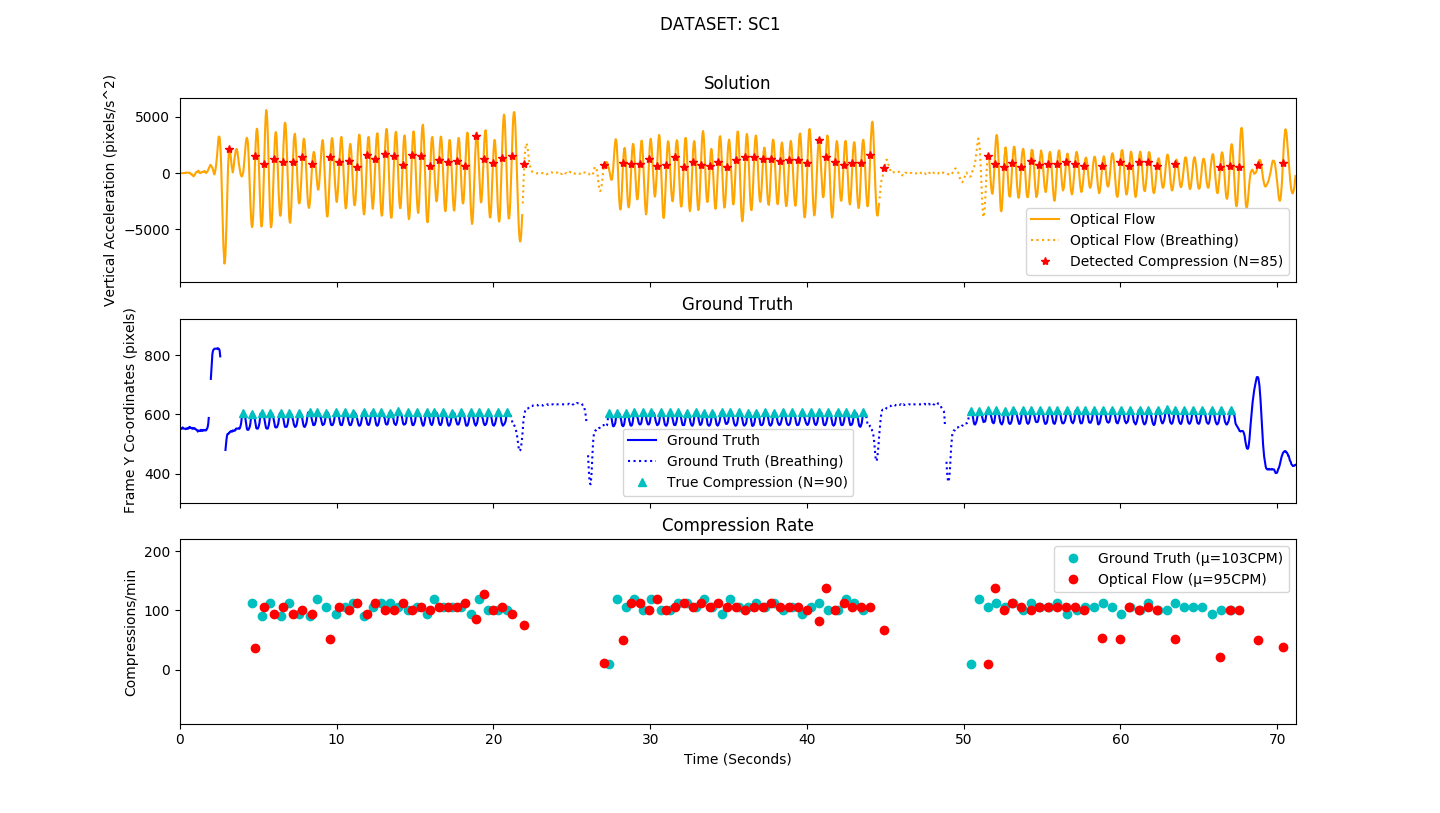 DATASET: SC1
Solution
Vertical Acceleration (pixels/s^2)
5000
0
−5000
Optical Flow
Optical Flow (Breathing)
Detected Compression (N=85)
Ground Truth
Frame Y Co-ordinates (pixels)
800
600
400
Ground Truth
Ground Truth (Breathing)
True Compression (N=90)
Compression Rate
Compressions/min
200
100
0
Ground Truth (μ=103CPM)
Optical Flow (μ=95CPM)
0 10 20 30 40 50 60 70
Time (Seconds)